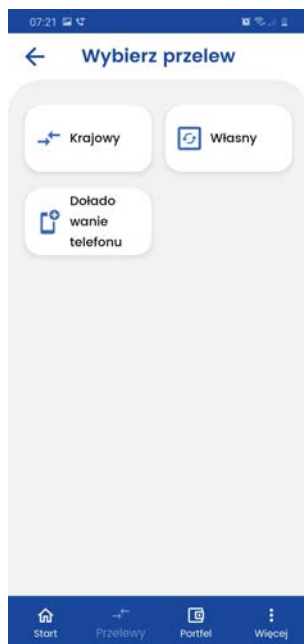 07:21
Wybierz przelew
Krajowy
Własny
Dołado
wanie
telefonu
Start
Przelewy
Portfel
Więcej